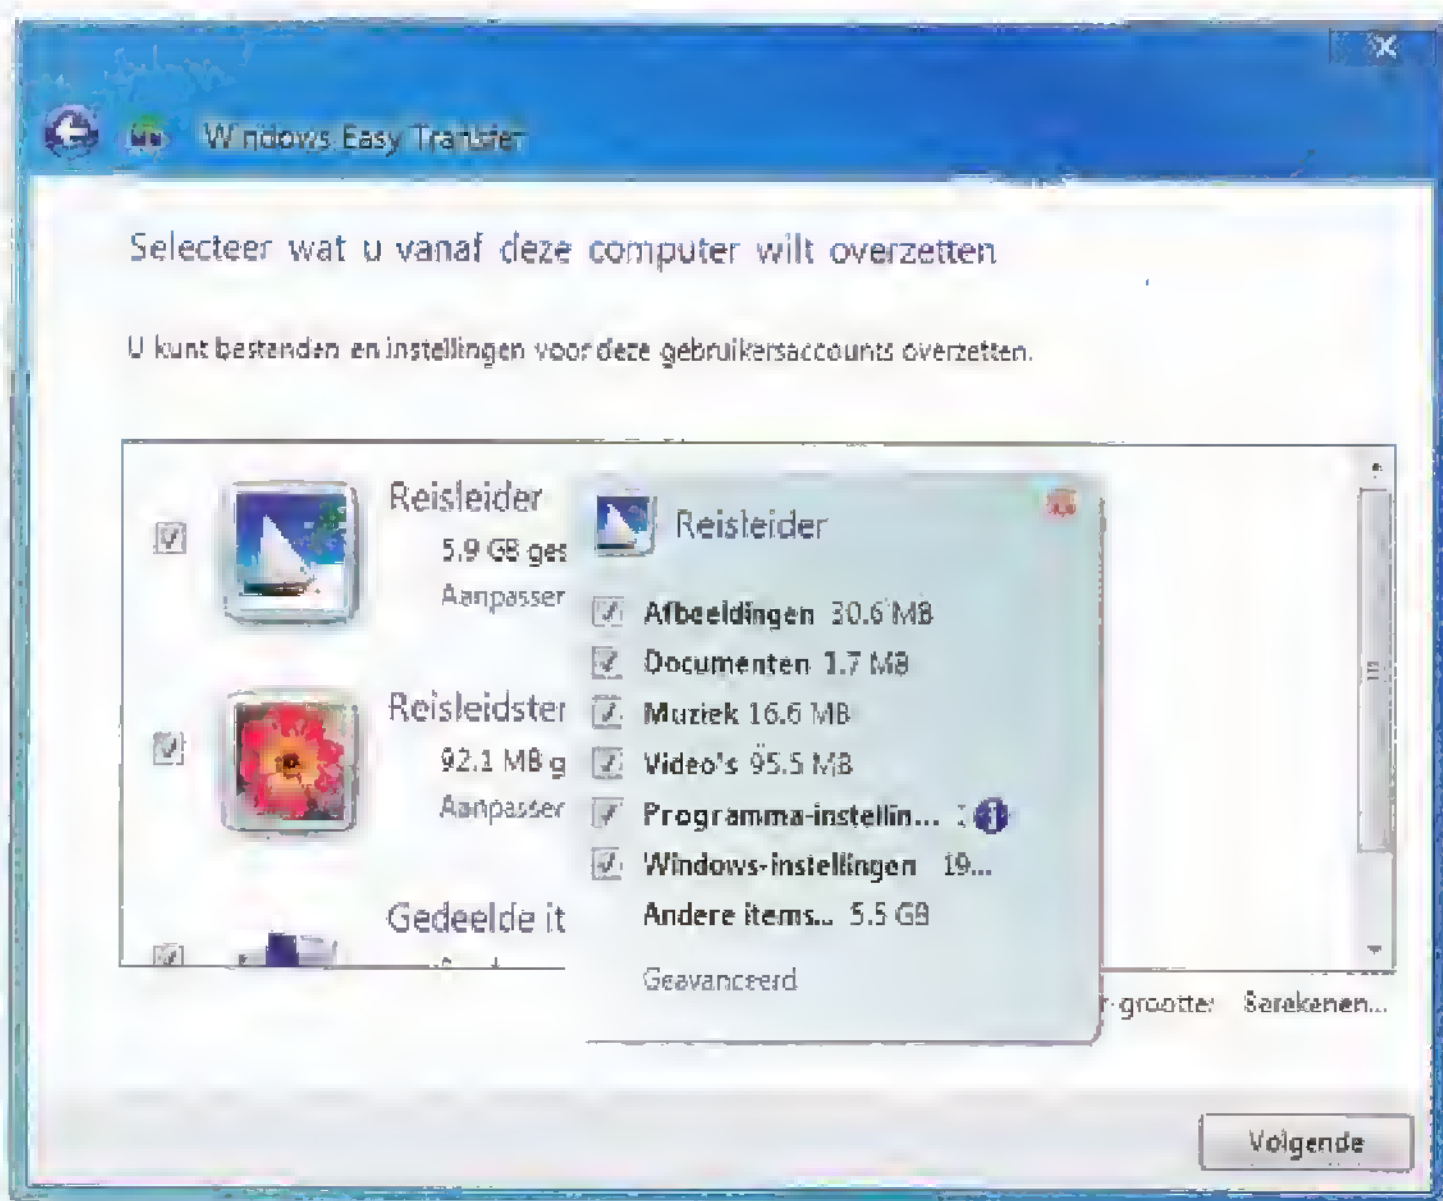 Windows Easy Transfer
Selecteer wat u vanaf deze computer wilt overzetten
U kunt bestanden en instellingen voor deze gebruikersaccounts overzetten.
Reisleider
5.9 GB ges
Aanpasser
Reisleidster
92.1 MB g
Aanpasser
Gedeelde it
Reisleider
Afbeeldingen 30.6 MB
Documenten 1.7 MB
Muziek 16.6 MB
Video's 95.5 MB
Programma-instellin...
Windows-instellingen 19...
Andere items... 5.5 GB
Geavanceerd
r-grootte: Berekenen...
Volgende